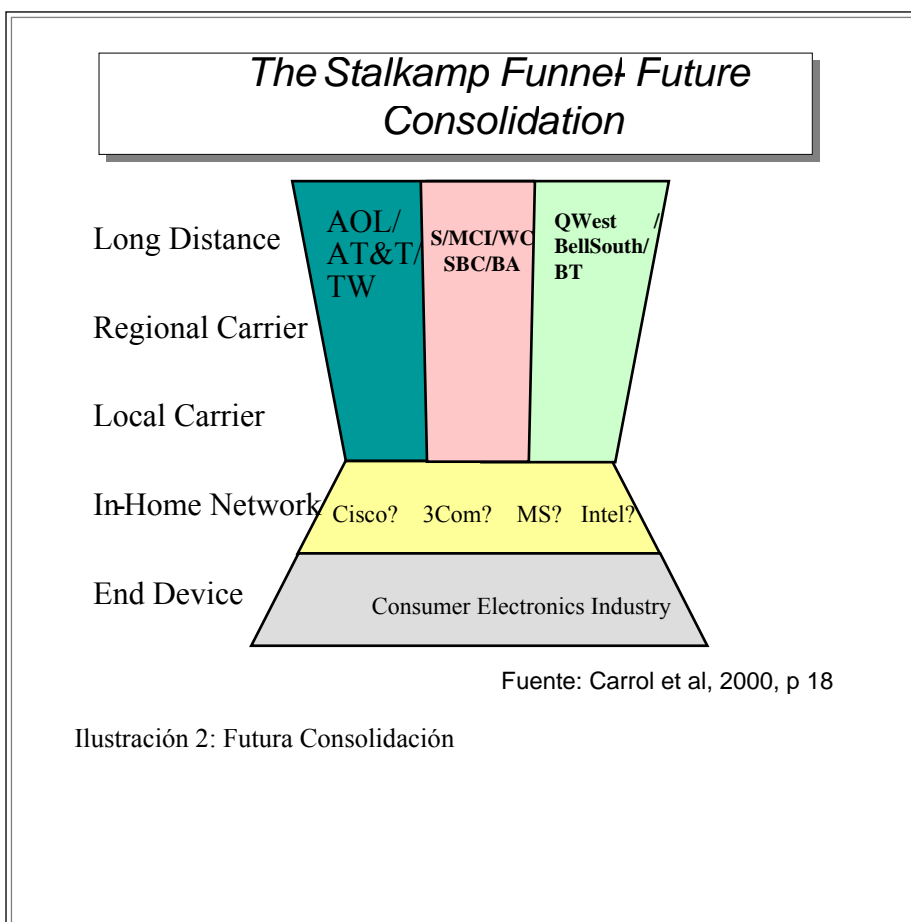 The Stalkamp Funnel- Future
Consolidation
Long Distance
Regional Carrier
Local Carrier
In-Home Network
End Device
AOL/
AT&T/
TW
S/MCI/WC
SBC/BA
QWest /
BellSouth/
BT
Cisco? 3Com? MS? Intel?
Consumer Electronics Industry
Fuente: Carrol et al, 2000, p 18
Ilustración 2: Futura Consolidación